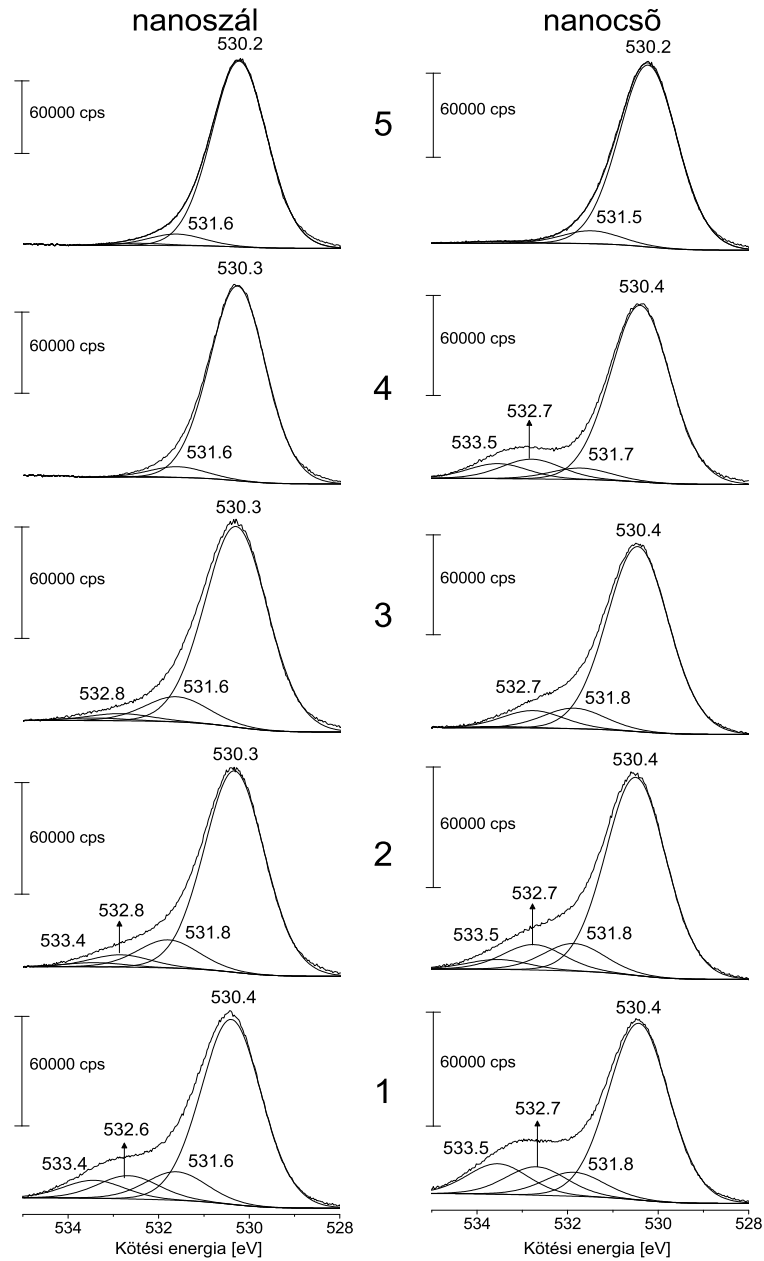 nanoszál
nanocsõ
530.2
60000 cps
531.6
5
530.2
60000 cps
531.5
530.3
60000 cps
531.6
4
530.4
60000 cps
532.7
533.5
531.7
530.3
60000 cps
532.8
531.6
3
530.4
60000 cps
532.7
531.8
530.3
60000 cps
532.8
533.4
531.8
2
530.4
60000 cps
532.7
533.5
531.8
530.4
60000 cps
532.6
533.4
531.6
1
530.4
60000 cps
532.7
533.5
531.8
534 532 530 528
Kötési energia [eV]
534 532 530 528
Kötési energia [eV]